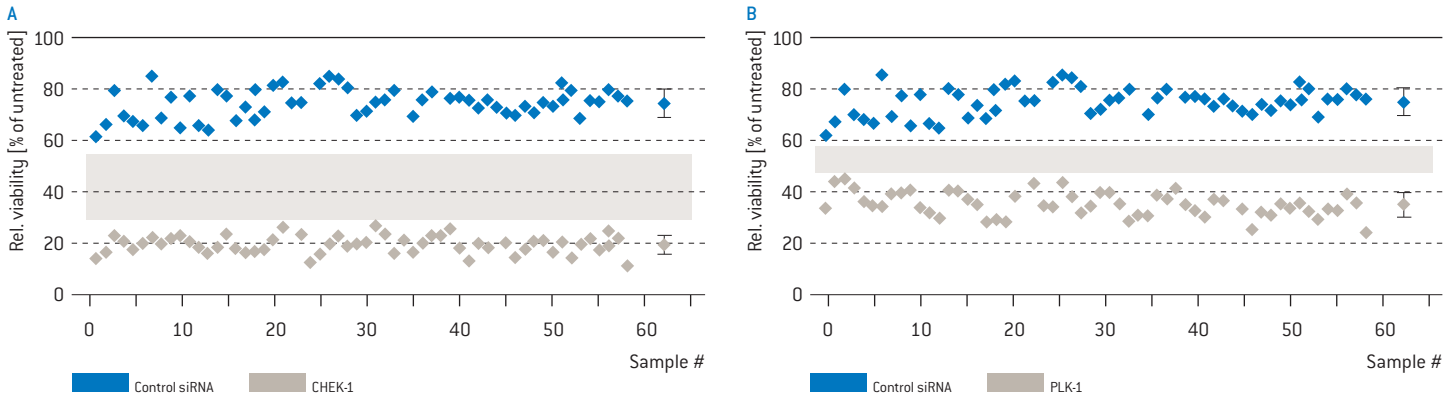 A
Rel. viability [% of untreated]
100
80
60
40
20
0
0 10 20 30 40 50 60
Sample #
Control siRNA CHEK-1
B
Rel. viability [% of untreated]
100
80
60
40
20
0
0 10 20 30 40 50 60
Sample #
Control siRNA PLK-1